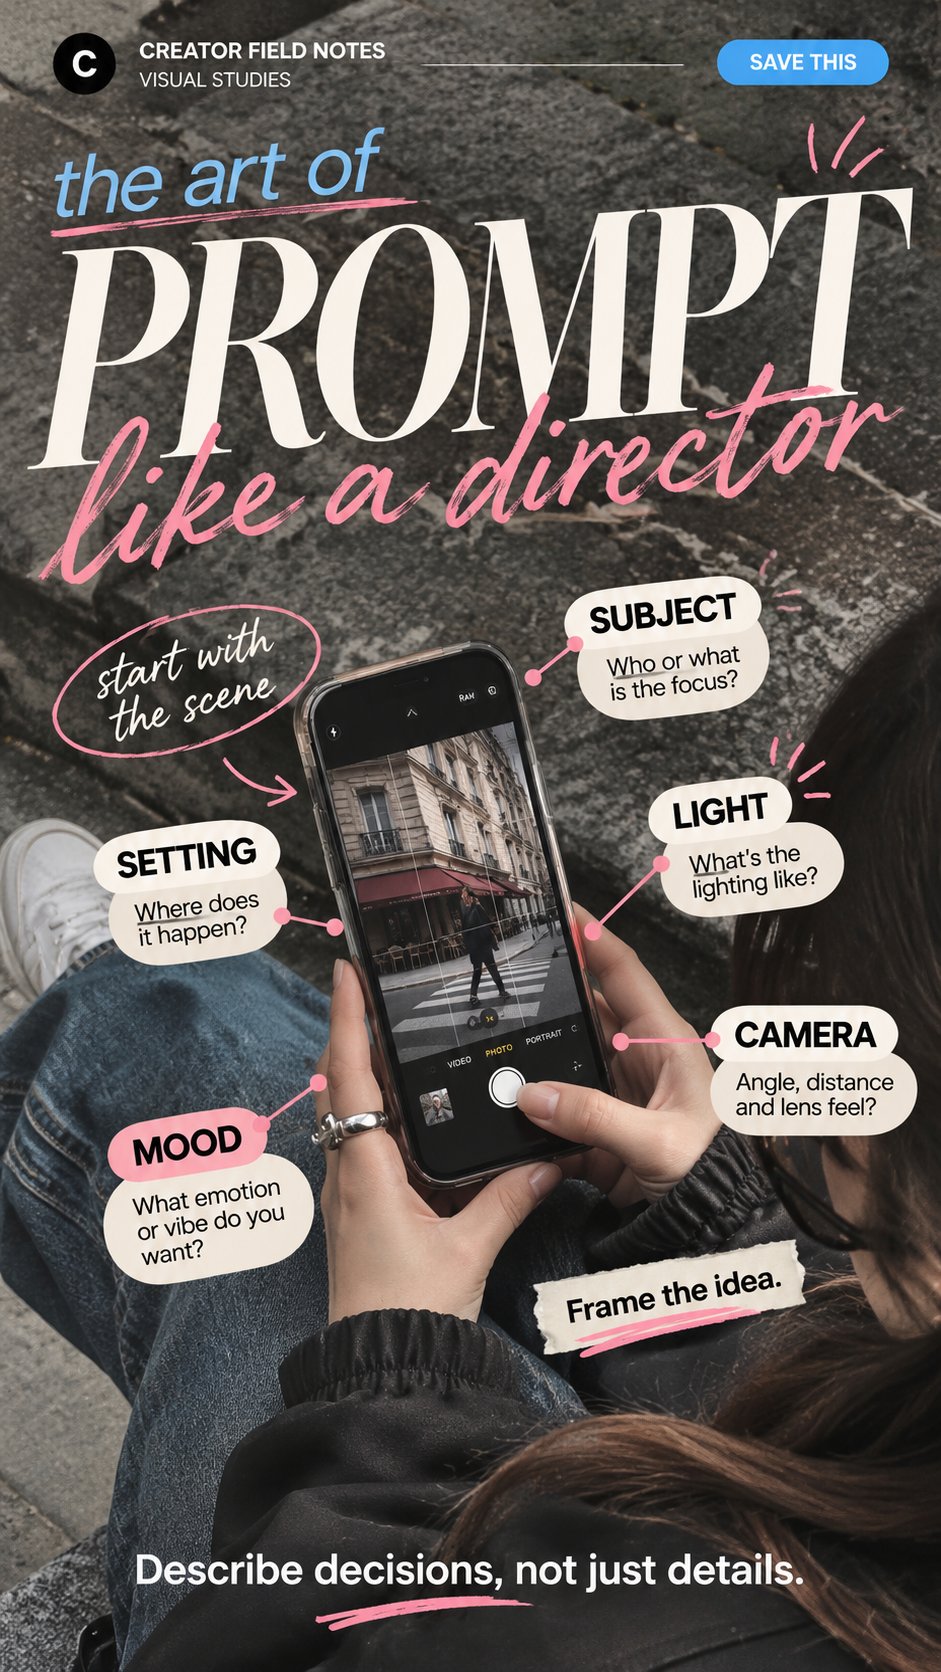 C
CREATOR FIELD NOTES
VISUAL STUDIES
SAVE THIS
the art of
PROMPT
like a director
start with
the scene
SUBJECT
Who or what
is the focus?
RAW
LIGHT
What's the
lighting like?
SETTING
Where does
it happen?
CAMERA
Angle, distance
and lens feel?
VIDEO PHOTO PORTRAIT
MOOD
What emotion
or vibe do you
want?
Frame the idea.
Describe decisions, not just details.